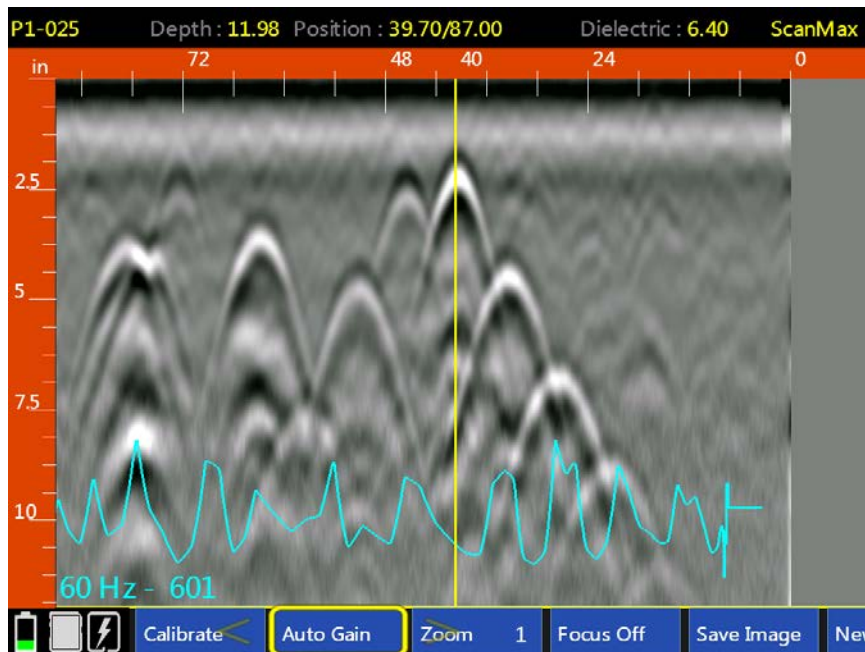 P1-025 Depth : 11.98 Position : 39.70/87.00 Dielectric : 6.40 ScanMax
in 72 48 40 24 0
2.5
5
7.5
10
60 Hz - 601
Calibrate < Auto Gain Zoom > 1 Focus Off Save Image New